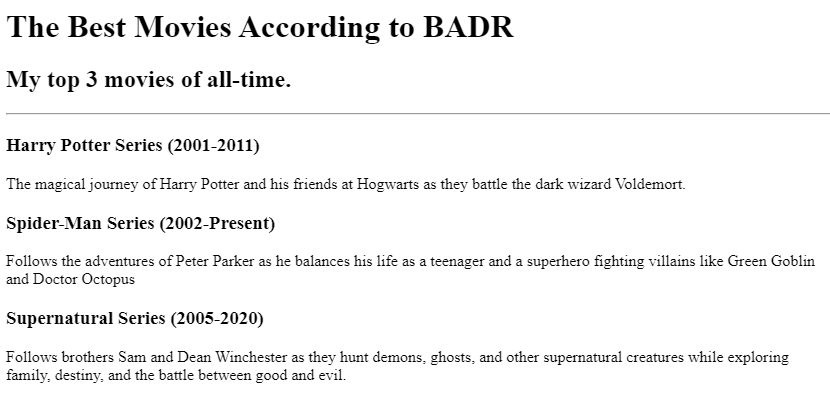 The Best Movies According to BADR
My top 3 movies of all-time.
Harry Potter Series (2001-2011)
The magical journey of Harry Potter and his friends at Hogwarts as they battle the dark wizard Voldemort.
Spider-Man Series (2002-Present)
Follows the adventures of Peter Parker as he balances his life as a teenager and a superhero fighting villains like Green Goblin
and Doctor Octopus
Supernatural Series (2005-2020)
Follows brothers Sam and Dean Winchester as they hunt demons, ghosts, and other supernatural creatures while exploring
family, destiny, and the battle between good and evil.